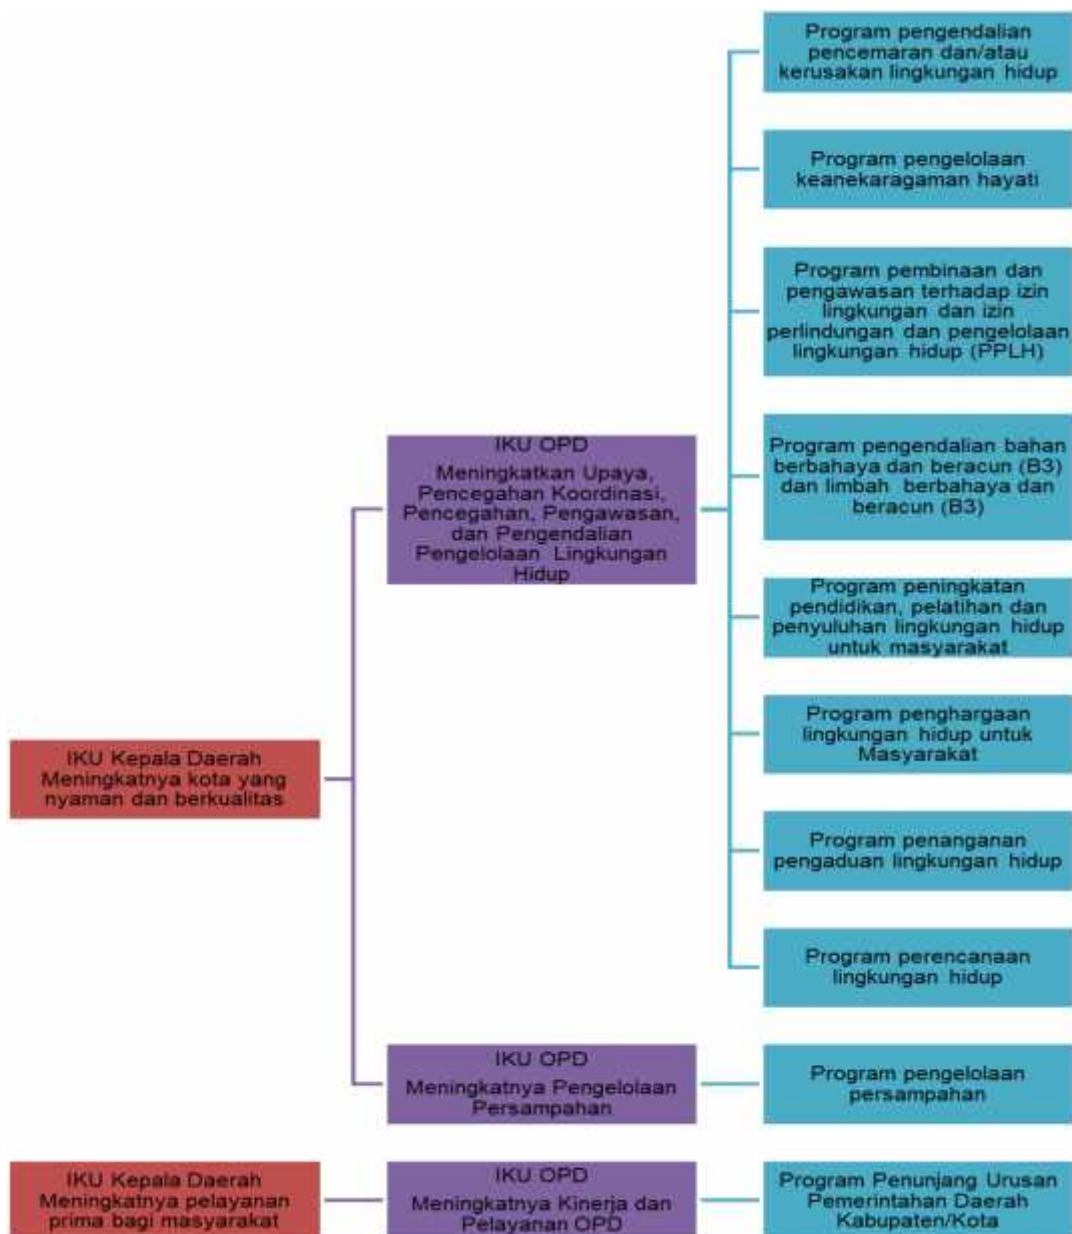 Program pengendalian
pencemaran dan/atau
kerusakan lingkungan hidup
Program pengelolaan
keanekaragaman hayati
Program pembinaan dan
pengawasan terhadap izin
lingkungan dan izin
perlindungan dan pengelolaan
lingkungan hidup (PPLH)
IKU OPD
Meningkatkan Upaya,
Pencegahan Koordinasi,
Pencegahan, Pengawasan,
dan Pengendalian
Pengelolaan Lingkungan
Hidup
Program pengendalian bahan
berbahaya dan beracun (B3)
dan limbah berbahaya dan
beracun (B3)
Program peningkatan
pendidikan, pelatihan dan
penyuluhan lingkungan hidup
untuk masyarakat
Program penghargaan
lingkungan hidup untuk
Masyarakat
IKU Kepala Daerah
Meningkatnya kota yang
nyaman dan berkualitas
Program penanganan
pengaduan lingkungan hidup
Program perencanaan
lingkungan hidup
IKU OPD
Meningkatnya Pengelolaan
Persampahan
Program pengelolaan
persampahan
IKU Kepala Daerah
Meningkatnya pelayanan
prima bagi masyarakat
IKU OPD
Meningkatnya Kinerja dan
Pelayanan OPD
Program Penunjang Urusan
Pemerintahan Daerah
Kabupaten/Kota